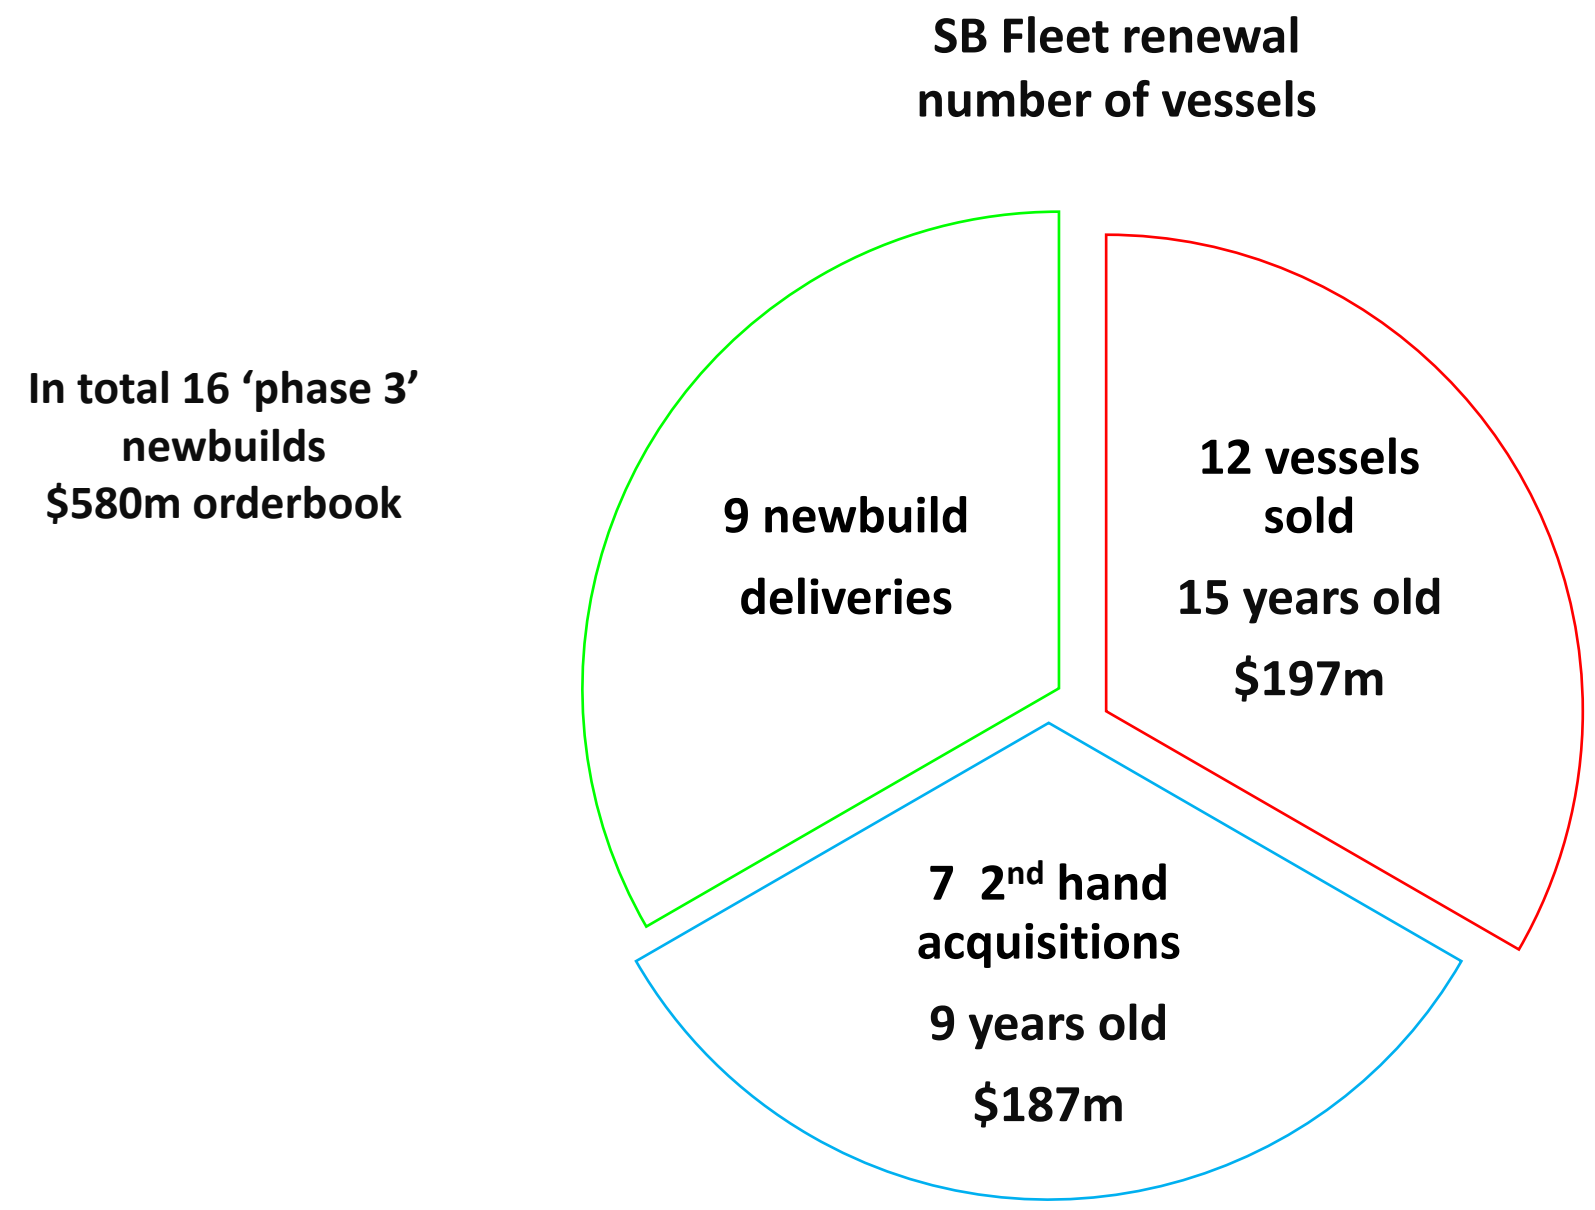 SB Fleet renewal
number of vessels
In total 16 ‘phase 3’
newbuilds
$580m orderbook
9 newbuild
deliveries
12 vessels
sold
15 years old
$197m
7  2nd hand
acquisitions
9 years old
$187m